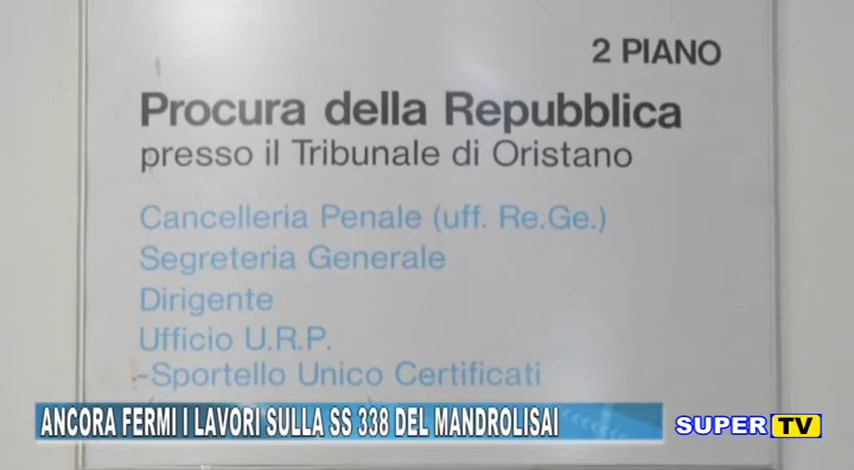 2 PIANO
Procura della Repubblica
presso il Tribunale di Oristano
Cancelleria Penale (uff. Re.Ge.)
Segreteria Generale
Dirigente
Ufficio U.R.P.
-Sportello Unico Certificati
ANCORA FERMI I LAVORI SULLA SS 338 DEL MANDROLISAI
SUPER TV